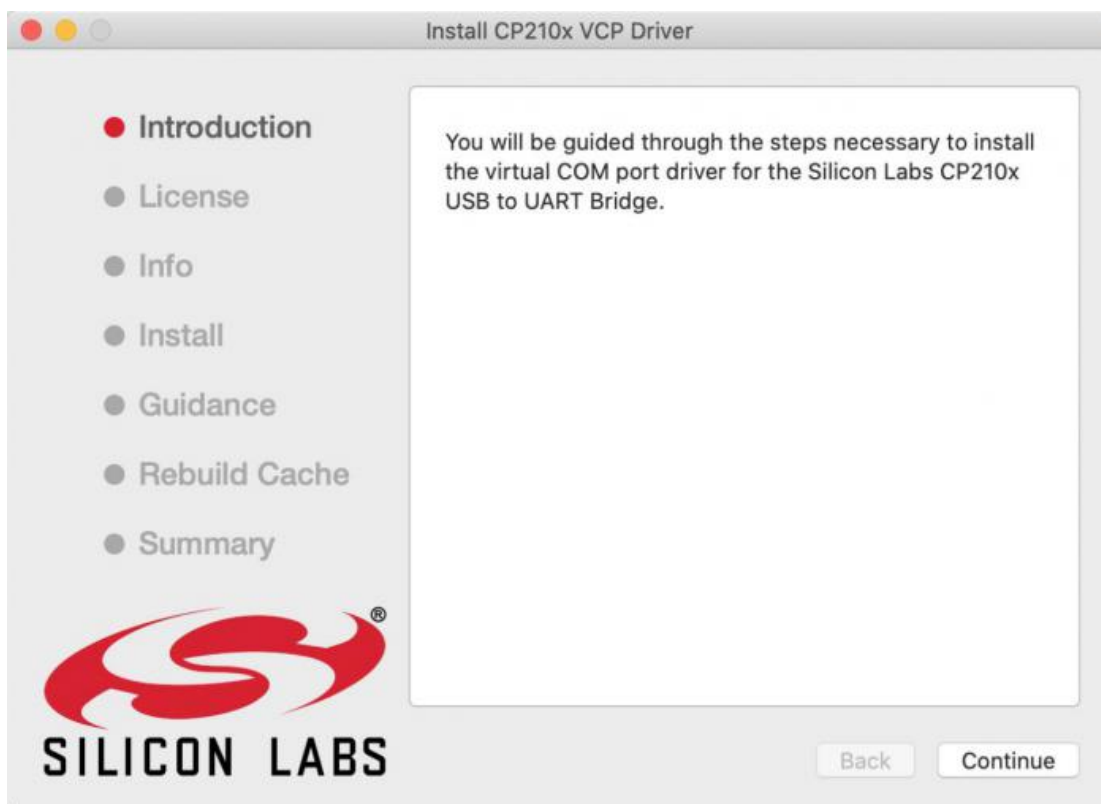 Install CP210x VCP Driver
Introduction
License
Info
Install
Guidance
Rebuild Cache
Summary
You will be guided through the steps necessary to install
the virtual COM port driver for the Silicon Labs CP210x
USB to UART Bridge.
®
SILICON LABS
Back
Continue